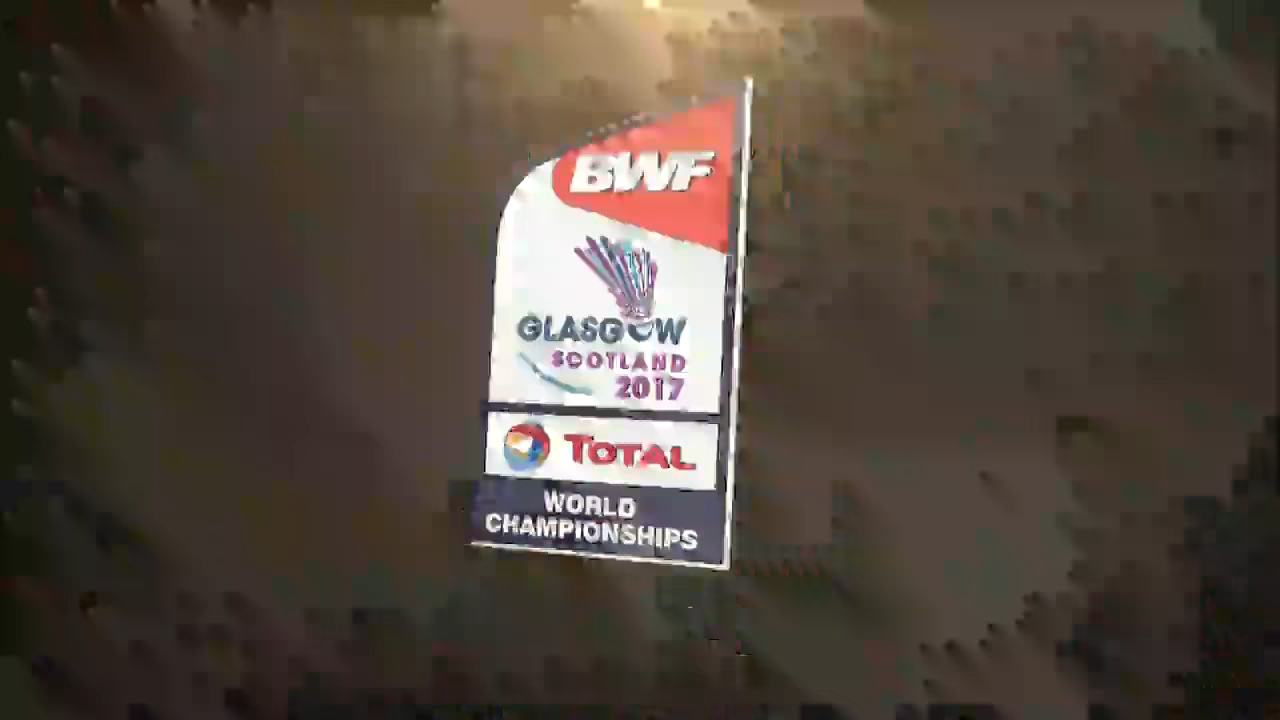 BWF
GLASGOW
SCOTLAND
2017
TOTAL
WORLD
CHAMPIONSHIPS